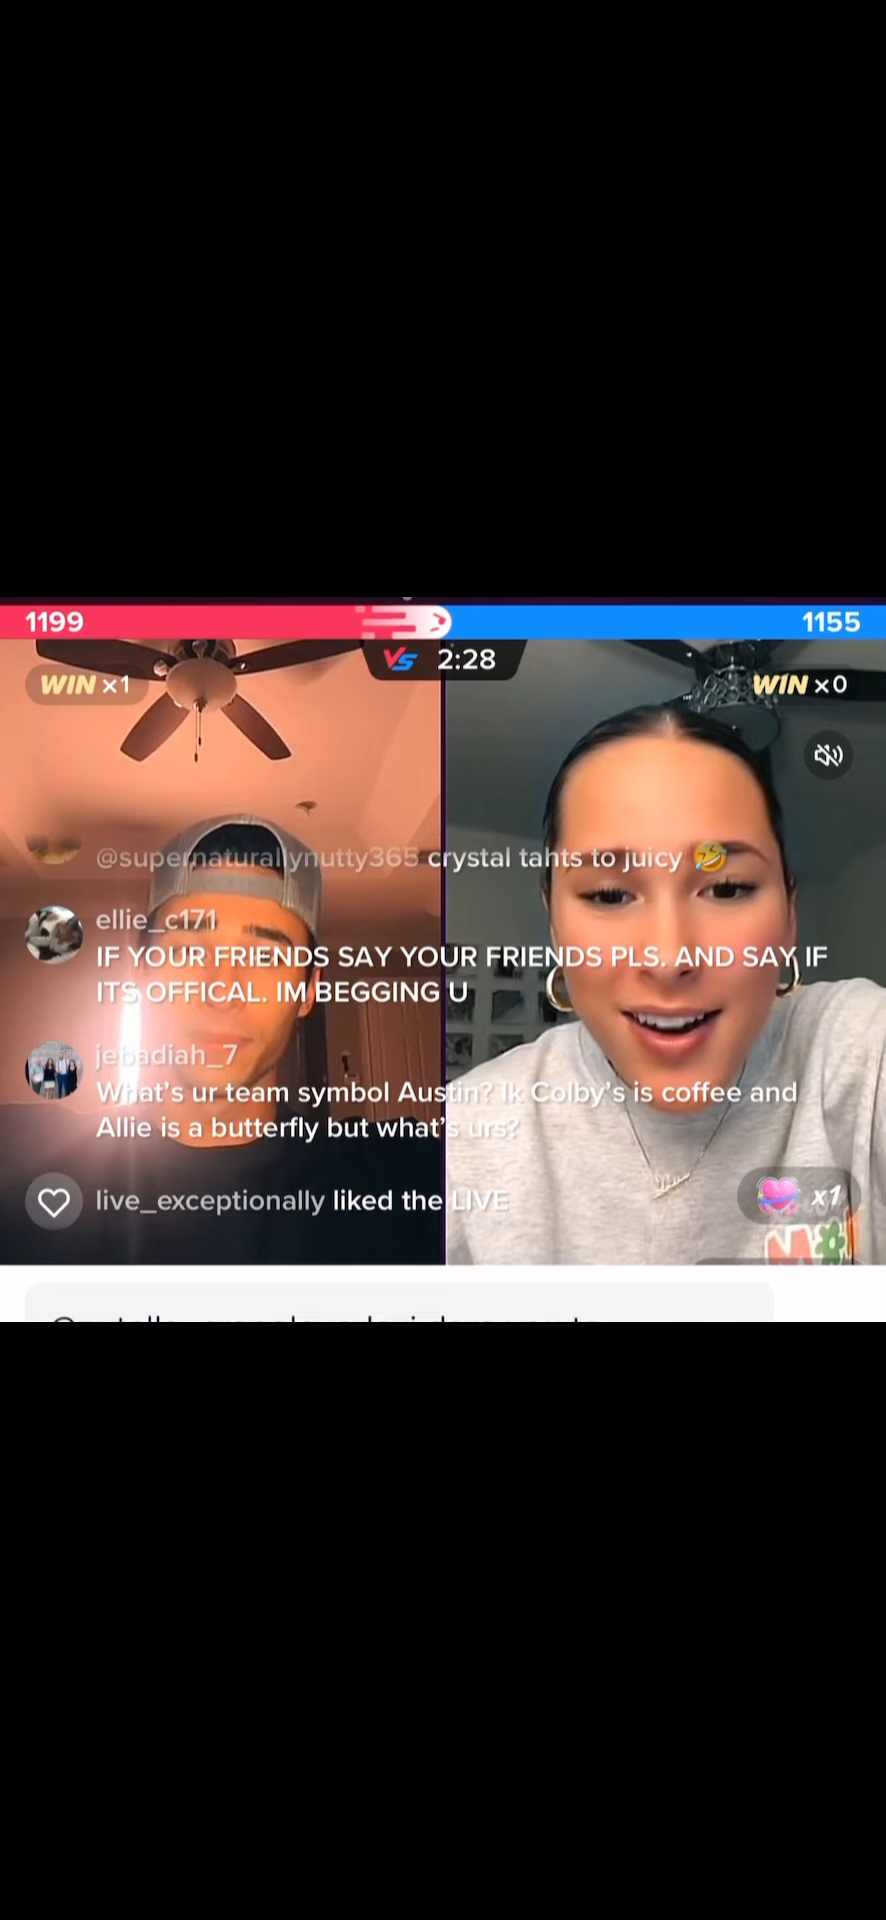 1199
1155
VS 2:28
WIN x1
WIN x0
@supernaturallynutty365 crystal tahts to juicy 🤣
ellie_c171
IF YOUR FRIENDS SAY YOUR FRIENDS PLS. AND SAY IF
ITS OFFICAL. IM BEGGING U
jebadiah_7
What's ur team symbol Austin? Ik Colby's is coffee and
Allie is a butterfly but what's urs?
live_exceptionally liked the LIVE
x1